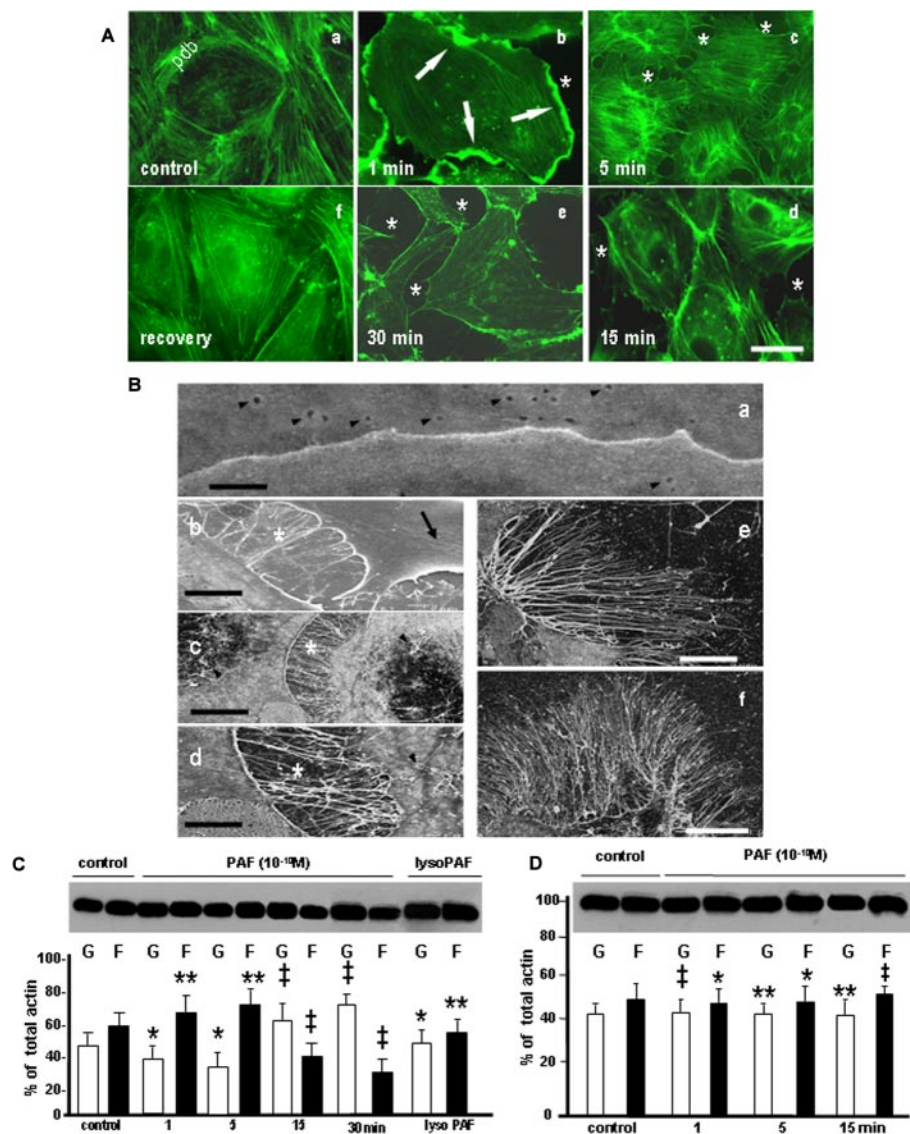 A
a
pdb
control
b
*
1 min
* * *
c
5 min
f
recovery
* * *
e
30 min
* *
d
15 min
B
a
b
*
c
*
d
*
e
f
C
control PAF (10⁻¹⁰M) lysoPAF
G F G F G F G F G F G F
* ** * ** ‡ ‡ ‡ ‡ * **
% of total actin
100
80
60
40
20
0
control 1 5 15 30 min lyso PAF
D
control PAF (10⁻¹⁰M)
G F G F G F G F
‡ * ** * ** ‡
% of total actin
100
80
60
40
20
0
control 1 5 15 min